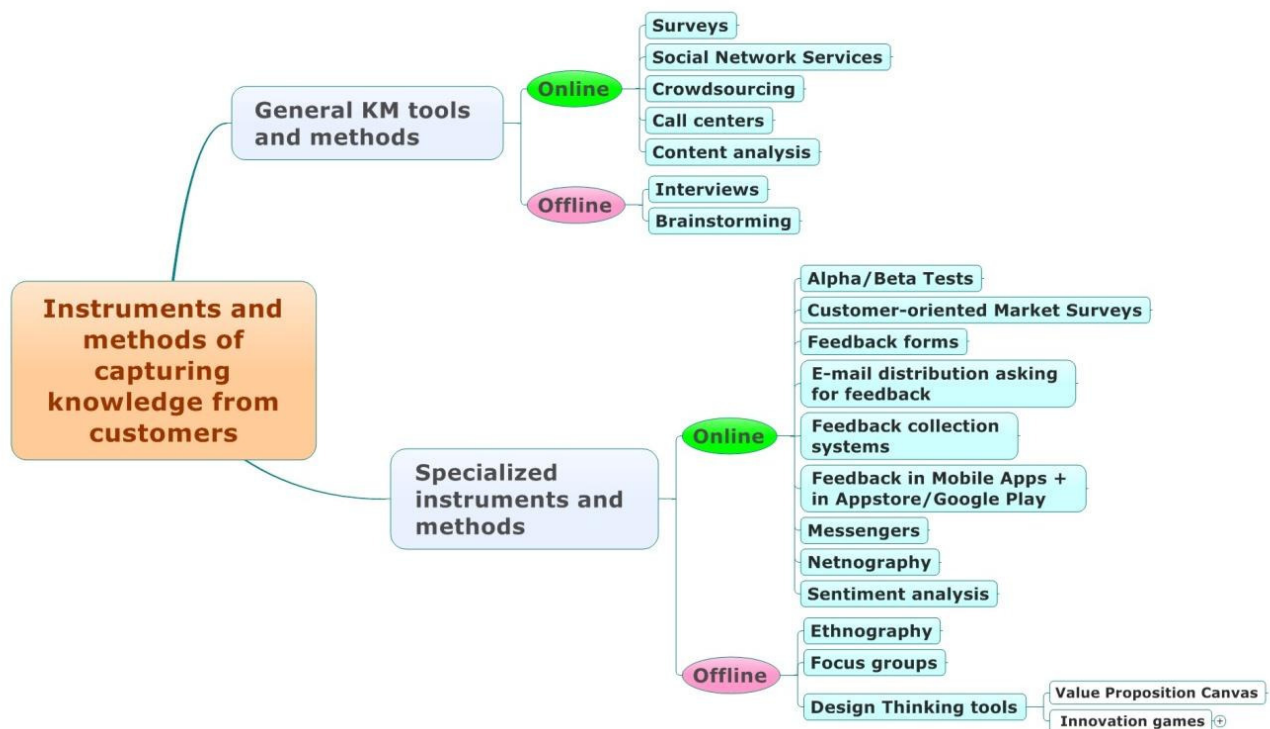 Instruments and
methods of
capturing
knowledge from
customers
General KM tools
and methods
Online
Surveys
Social Network Services
Crowdsourcing
Call centers
Content analysis
Offline
Interviews
Brainstorming
Specialized
instruments and
methods
Online
Alpha/Beta Tests
Customer-oriented Market Surveys
Feedback forms
E-mail distribution asking
for feedback
Feedback collection
systems
Feedback in Mobile Apps +
in Appstore/Google Play
Messengers
Netnography
Sentiment analysis
Offline
Ethnography
Focus groups
Design Thinking tools
Value Proposition Canvas
Innovation games